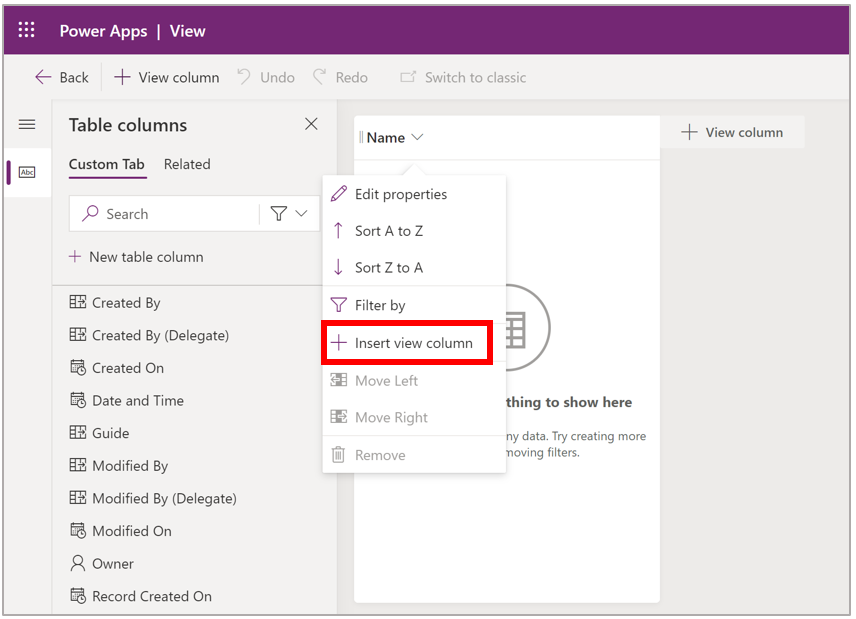 Power Apps | View
Back
View column
Undo
Redo
Switch to classic
Table columns
Custom Tab
Related
Search
New table column
Created By
Created By (Delegate)
Created On
Date and Time
Guide
Modified By
Modified By (Delegate)
Modified On
Owner
Record Created On
Abc
Name
View column
Edit properties
Sort A to Z
Sort Z to A
Filter by
Insert view column
Move Left
Move Right
Remove
thing to show here
ny data. Try creating more
moving filters.